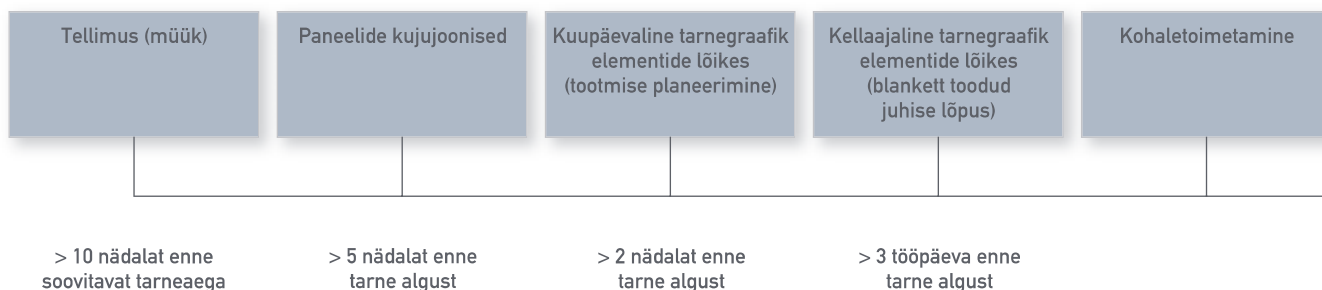 Tellimus (müük)
Paneelide kujujoonised
Kuupäevaline tarnegraafik
elementide lõikes
(tootmise planeerimine)
Kellaajaline tarnegraafik
elementide lõikes
(blankett toodud
juhise lõpus)
Kohaletoimetamine
> 10 nädalat enne
soovitavat tarneaega
> 5 nädalat enne
tarne algust
> 2 nädalat enne
tarne algust
> 3 tööpäeva enne
tarne algust